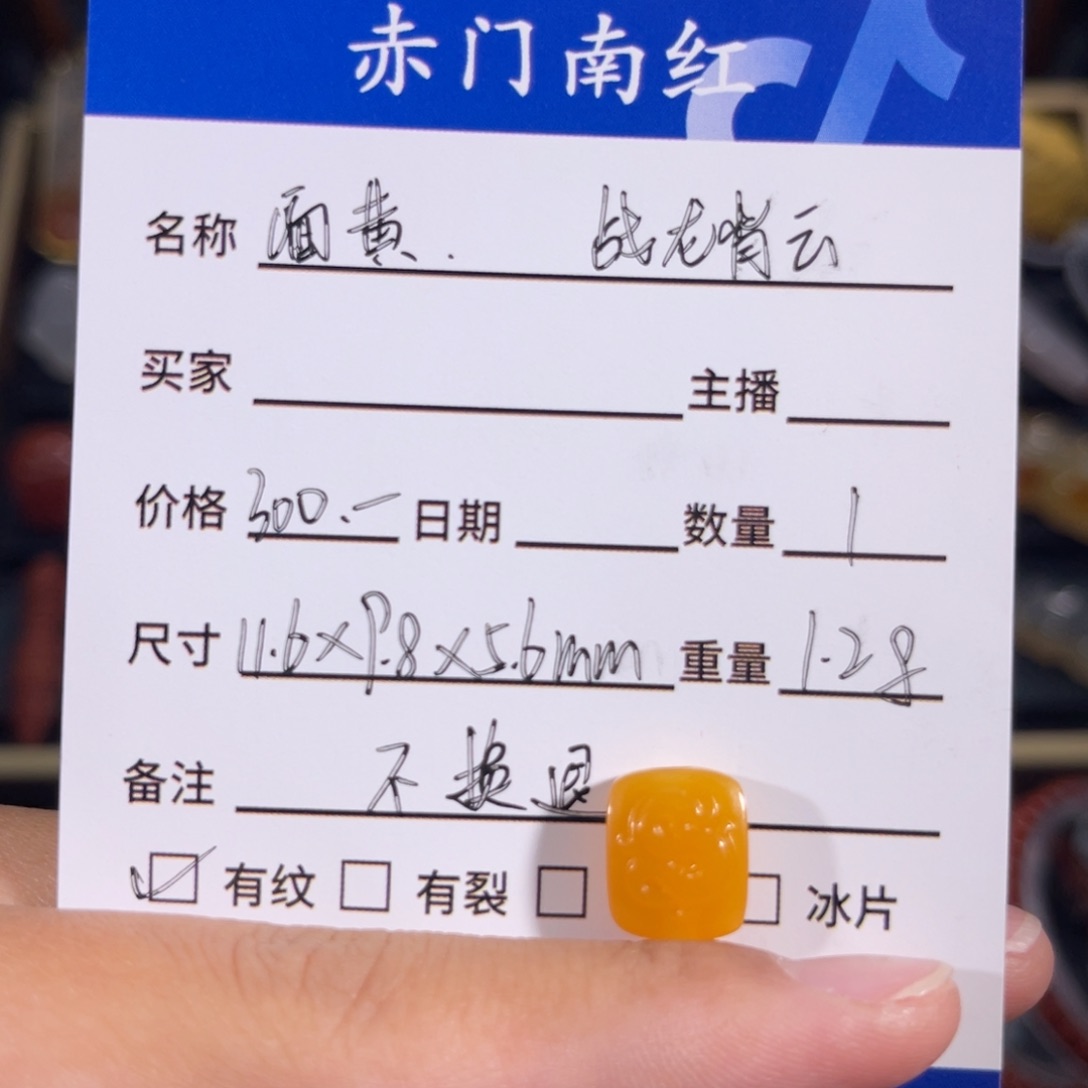 赤门南红
名称 面黄. 战龙肖云
买家 主播
价格 300.- 日期 数量 1
尺寸 11.6×9.8×5.6mm 重量 1.2g
备注 不换退
有纹 有裂 冰片